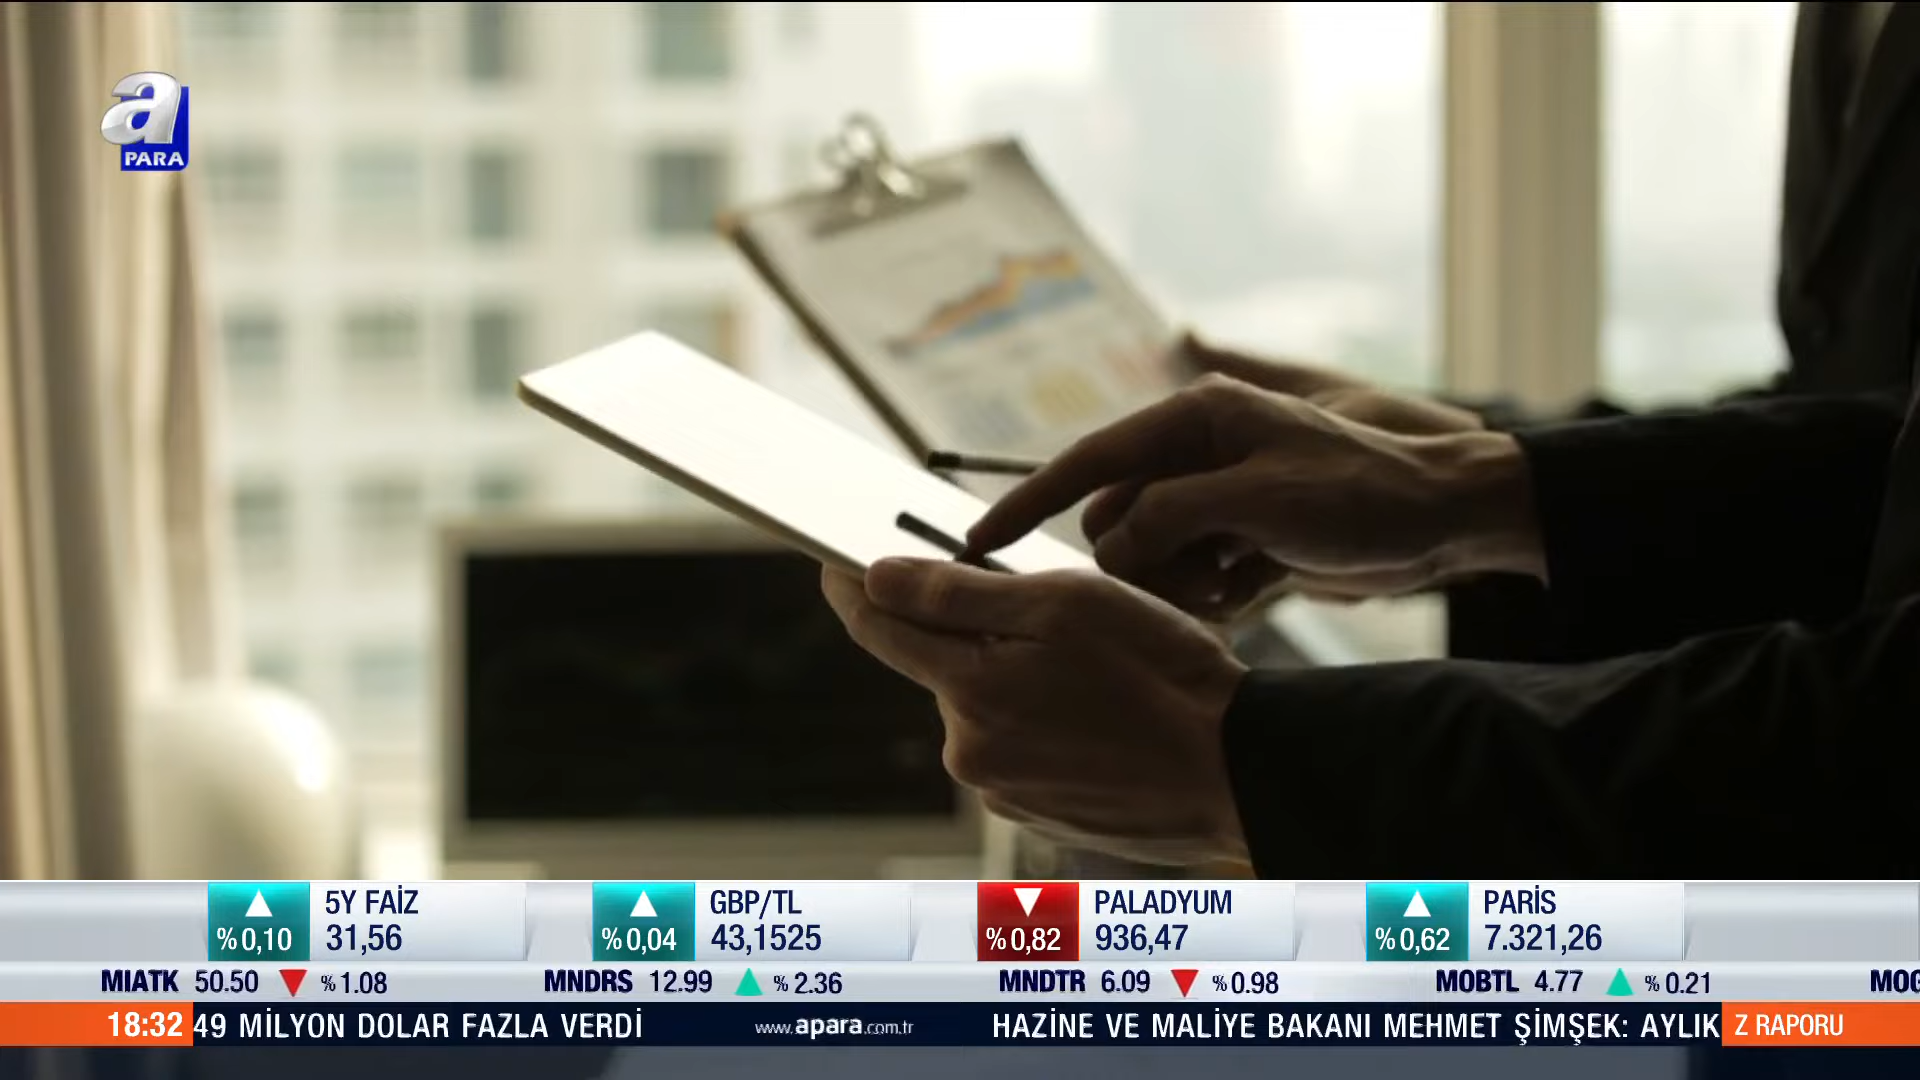 a
PARA
5Y FAİZ
%0,10 31,56
GBP/TL
%0,04 43,1525
PALADYUM
%0,82 936,47
PARİS
%0,62 7.321,26
MIATK 50.50 %1.08 MNDRS 12.99 %2.36 MNDTR 6.09 %0.98 MOBTL 4.77 %0.21
18:32 49 MİLYON DOLAR FAZLA VERDİ www.apara.com.tr HAZİNE VE MALİYE BAKANI MEHMET ŞİMŞEK: AYLIK Z RAPORU